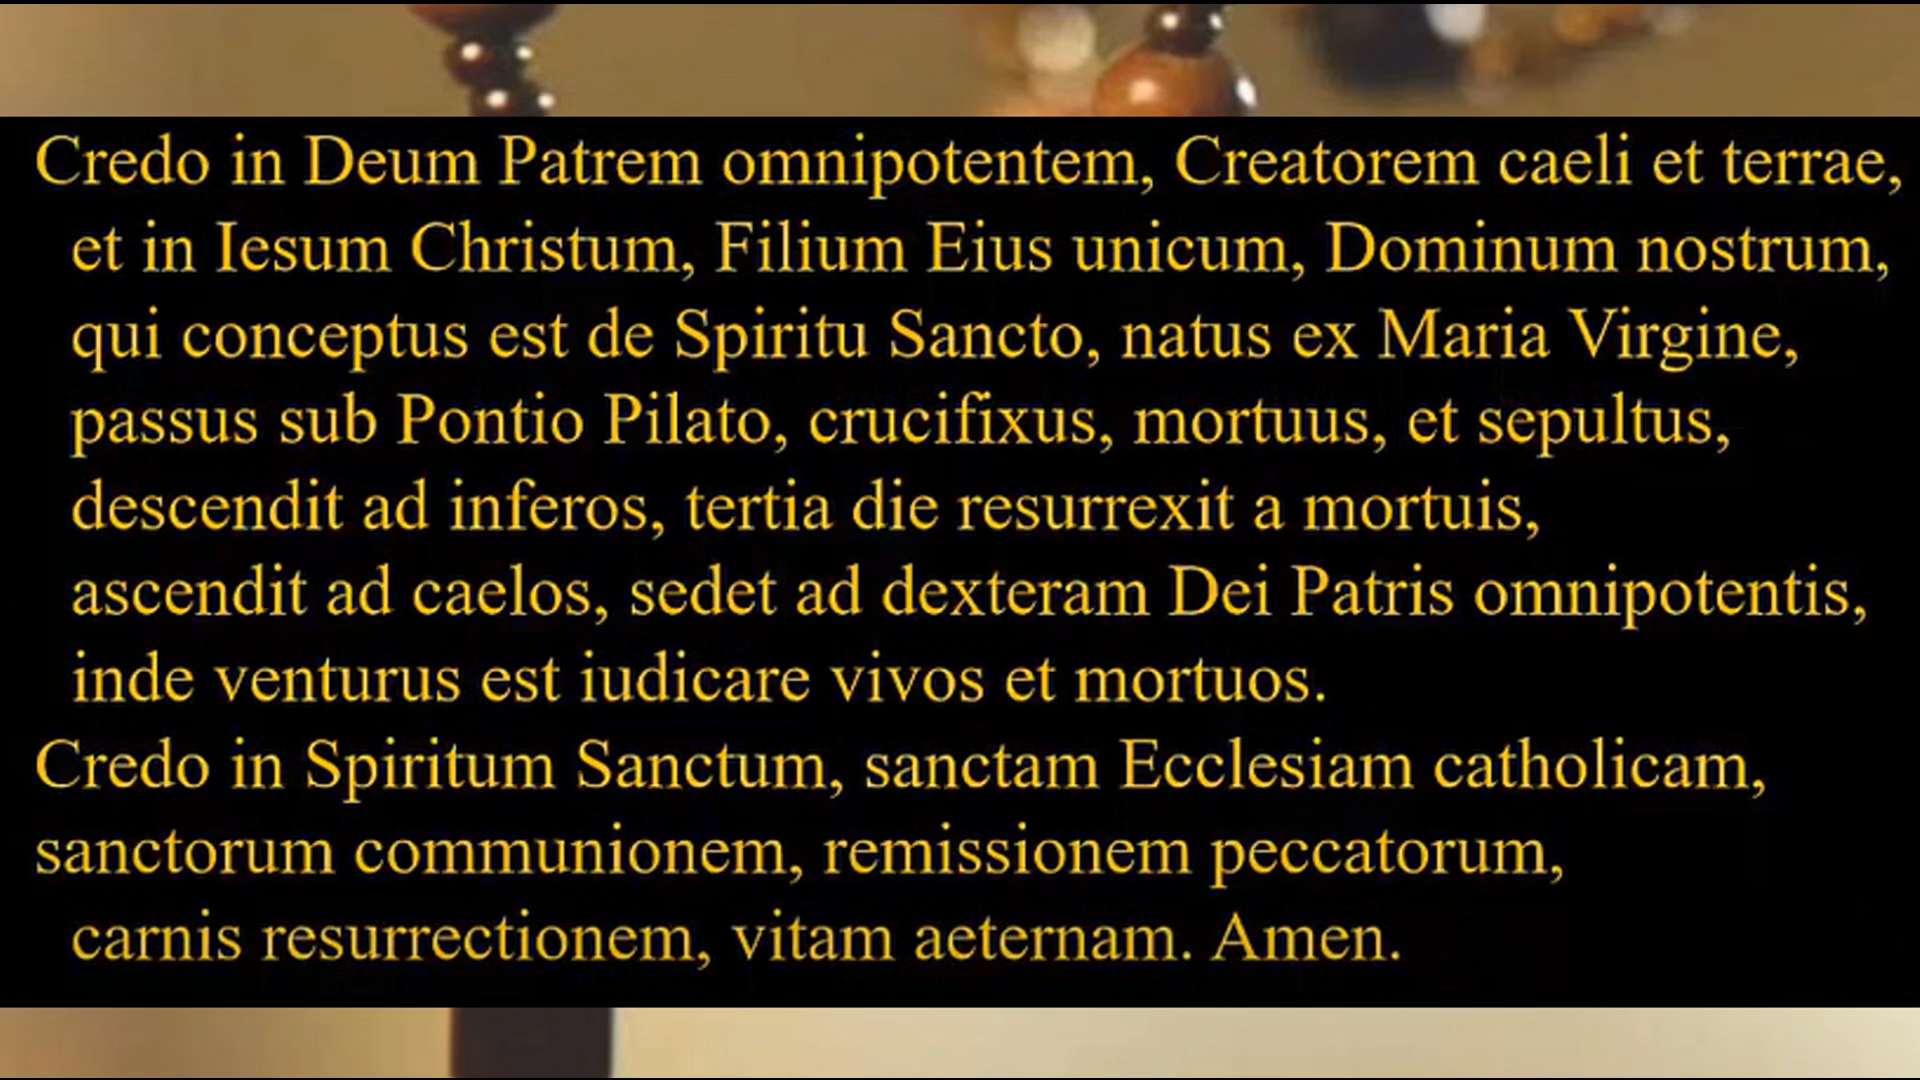 Credo in Deum Patrem omnipotentem, Creatorem caeli et terrae,
et in Iesum Christum, Filium Eius unicum, Dominum nostrum,
qui conceptus est de Spiritu Sancto, natus ex Maria Virgine,
passus sub Pontio Pilato, crucifixus, mortuus, et sepultus,
descendit ad inferos, tertia die resurrexit a mortuis,
ascendit ad caelos, sedet ad dexteram Dei Patris omnipotentis,
inde venturus est iudicare vivos et mortuos.
Credo in Spiritum Sanctum, sanctam Ecclesiam catholicam,
sanctorum communionem, remissionem peccatorum,
carnis resurrectionem, vitam aeternam. Amen.